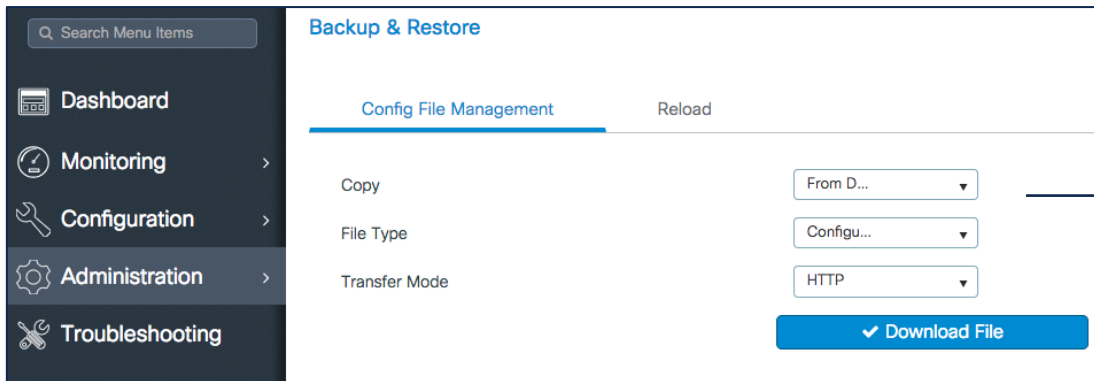 Search Menu Items
Dashboard
Monitoring
Configuration
Administration
Troubleshooting
Backup & Restore
Config File Management
Reload
Copy
From D...
File Type
Configu...
Transfer Mode
HTTP
Download File